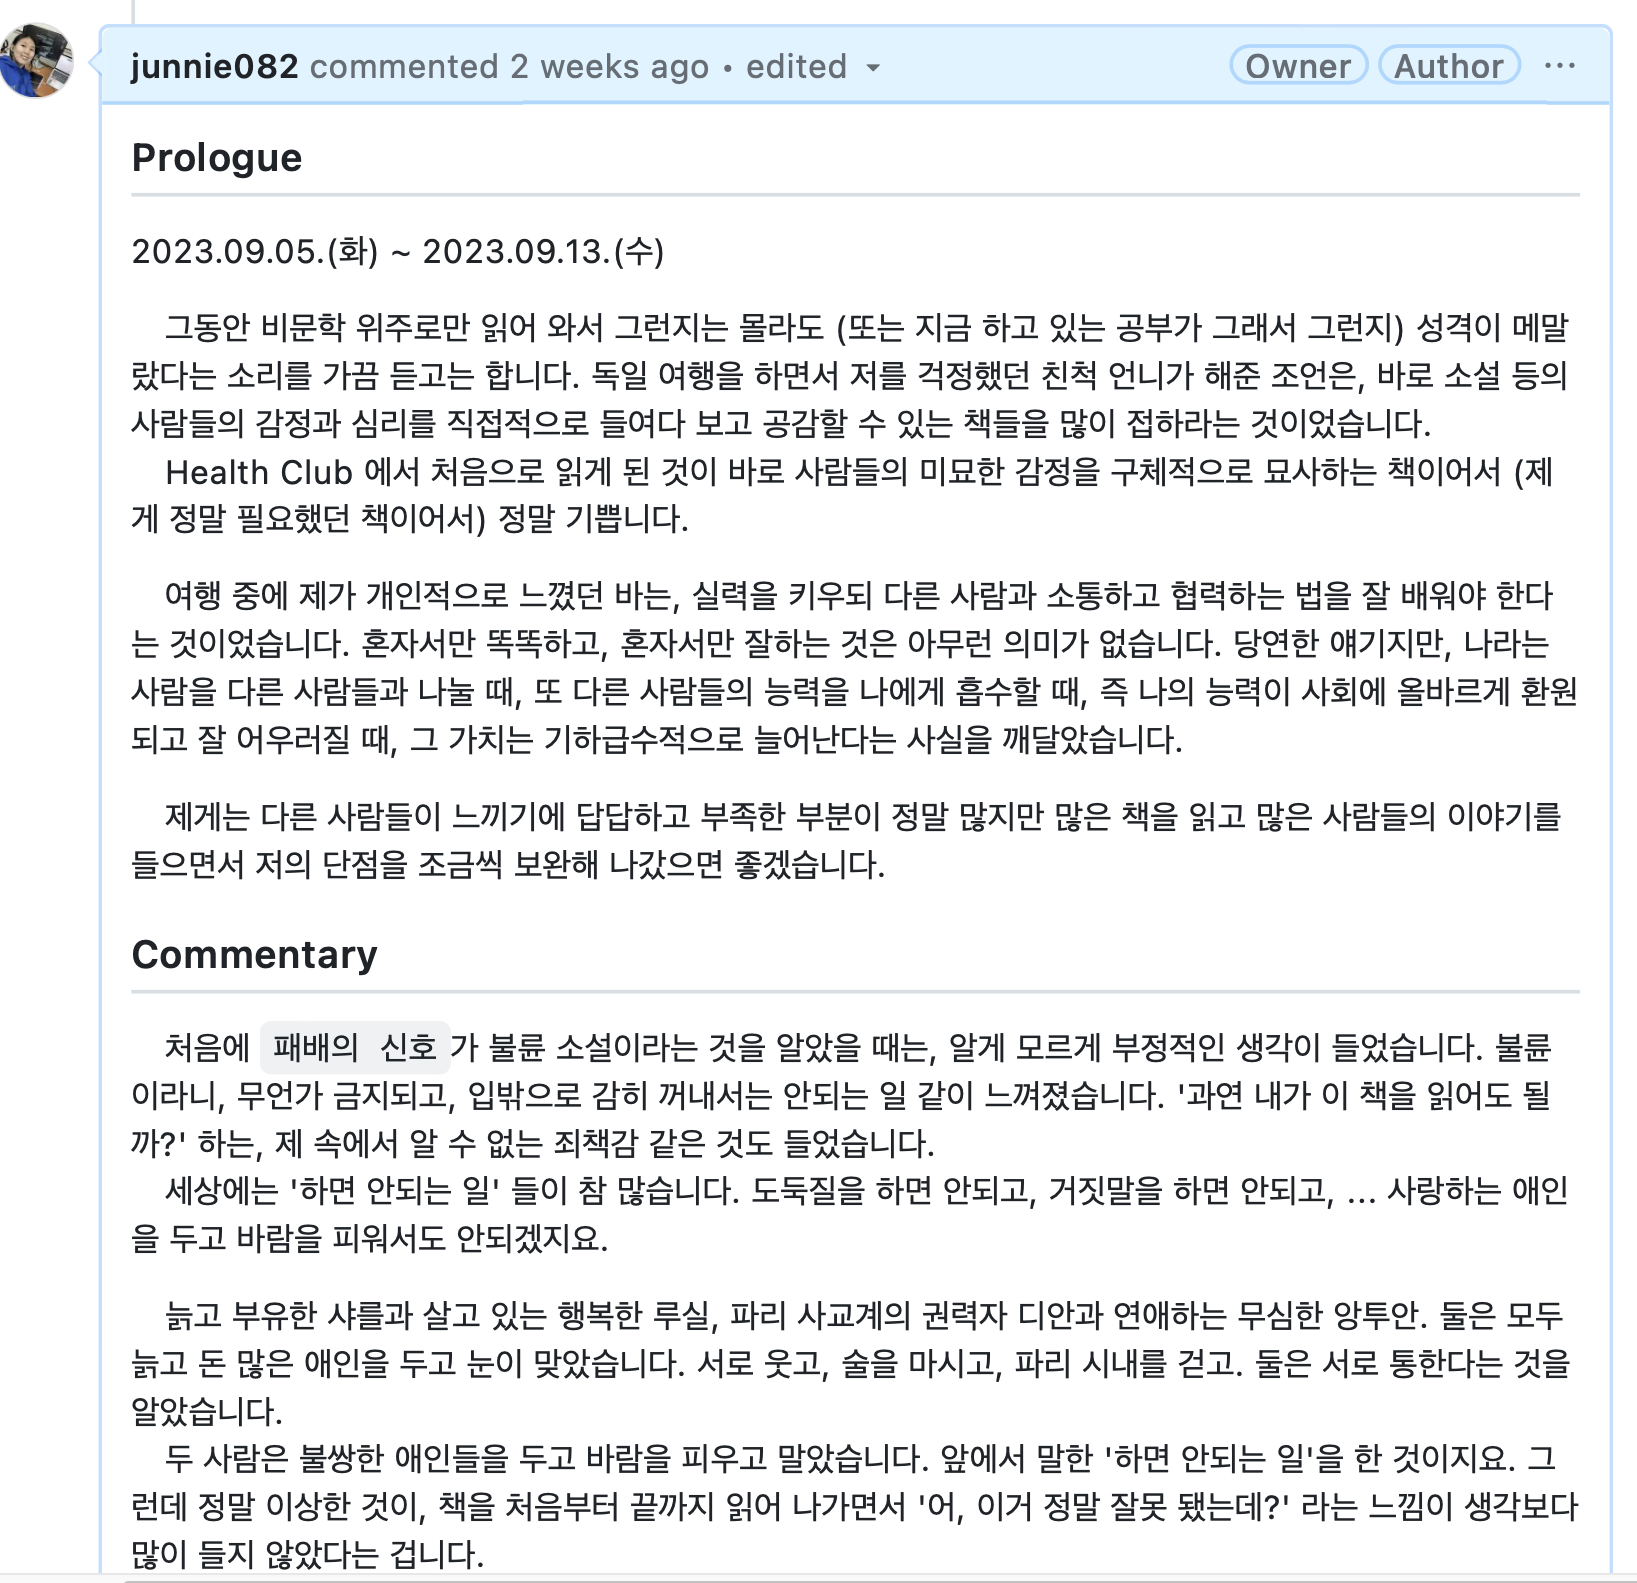 junnie082 commented 2 weeks ago • edited Owner Author ...
Prologue
2023.09.05.(화) ~ 2023.09.13.(수)
그동안 비문학 위주로만 읽어 와서 그런지는 몰라도 (또는 지금 하고 있는 공부가 그래서 그런지) 성격이 메말
랐다는 소리를 가끔 듣고는 합니다. 독일 여행을 하면서 저를 걱정했던 친척 언니가 해준 조언은, 바로 소설 등의
사람들의 감정과 심리를 직접적으로 들여다 보고 공감할 수 있는 책들을 많이 접하라는 것이었습니다.
Health Club 에서 처음으로 읽게 된 것이 바로 사람들의 미묘한 감정을 구체적으로 묘사하는 책이어서 (제
게 정말 필요했던 책이어서) 정말 기쁩니다.
여행 중에 제가 개인적으로 느꼈던 바는, 실력을 키우되 다른 사람과 소통하고 협력하는 법을 잘 배워야 한다
는 것이었습니다. 혼자서만 똑똑하고, 혼자서만 잘하는 것은 아무런 의미가 없습니다. 당연한 얘기지만, 나라는
사람을 다른 사람들과 나눌 때, 또 다른 사람들의 능력을 나에게 흡수할 때, 즉 나의 능력이 사회에 올바르게 환원
되고 잘 어우러질 때, 그 가치는 기하급수적으로 늘어난다는 사실을 깨달았습니다.
제게는 다른 사람들이 느끼기에 답답하고 부족한 부분이 정말 많지만 많은 책을 읽고 많은 사람들의 이야기를
들으면서 저의 단점을 조금씩 보완해 나갔으면 좋겠습니다.
Commentary
처음에 패배의 신호가 불륜 소설이라는 것을 알았을 때는, 알게 모르게 부정적인 생각이 들었습니다. 불륜
이라니, 무언가 금지되고, 입밖으로 감히 꺼내서는 안되는 일 같이 느껴졌습니다. '과연 내가 이 책을 읽어도 될
까?' 하는, 제 속에서 알 수 없는 죄책감 같은 것도 들었습니다.
세상에는 '하면 안되는 일' 들이 참 많습니다. 도둑질을 하면 안되고, 거짓말을 하면 안되고, ... 사랑하는 애인
을 두고 바람을 피워서도 안되겠지요.
늙고 부유한 샤를과 살고 있는 행복한 루실, 파리 사교계의 권력자 디안과 연애하는 무심한 앙투안. 둘은 모두
늙고 돈 많은 애인을 두고 눈이 맞았습니다. 서로 웃고, 술을 마시고, 파리 시내를 걷고. 둘은 서로 통한다는 것을
알았습니다.
두 사람은 불쌍한 애인들을 두고 바람을 피우고 말았습니다. 앞에서 말한 '하면 안되는 일'을 한 것이지요. 그
런데 정말 이상한 것이, 책을 처음부터 끝까지 읽어 나가면서 '어, 이거 정말 잘못 됐는데?' 라는 느낌이 생각보다
많이 들지 않았다는 겁니다.